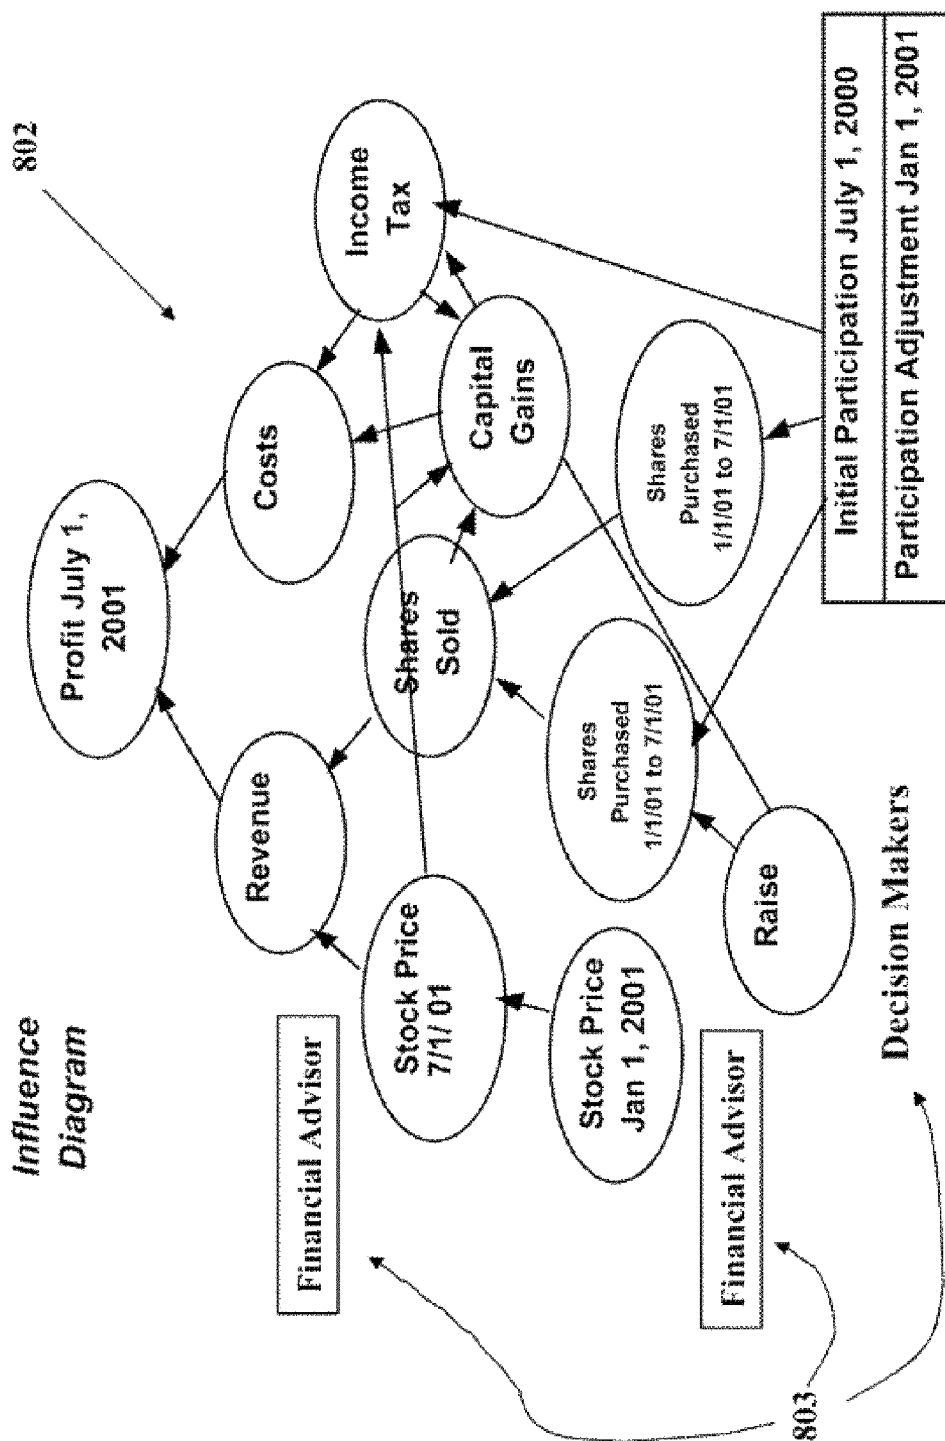 Influence
Diagram
802
Profit July 1,
2001
Revenue
Costs
Income
Tax
Financial Advisor
Stock Price
7/1/ 01
Shares
Sold
Capital
Gains
Stock Price
Jan 1, 2001
Shares
Purchased
1/1/01 to 7/1/01
Shares
Purchased
1/1/01 to 7/1/01
Financial Advisor
Raise
803
Decision Makers
Initial Participation July 1, 2000
Participation Adjustment Jan 1, 2001